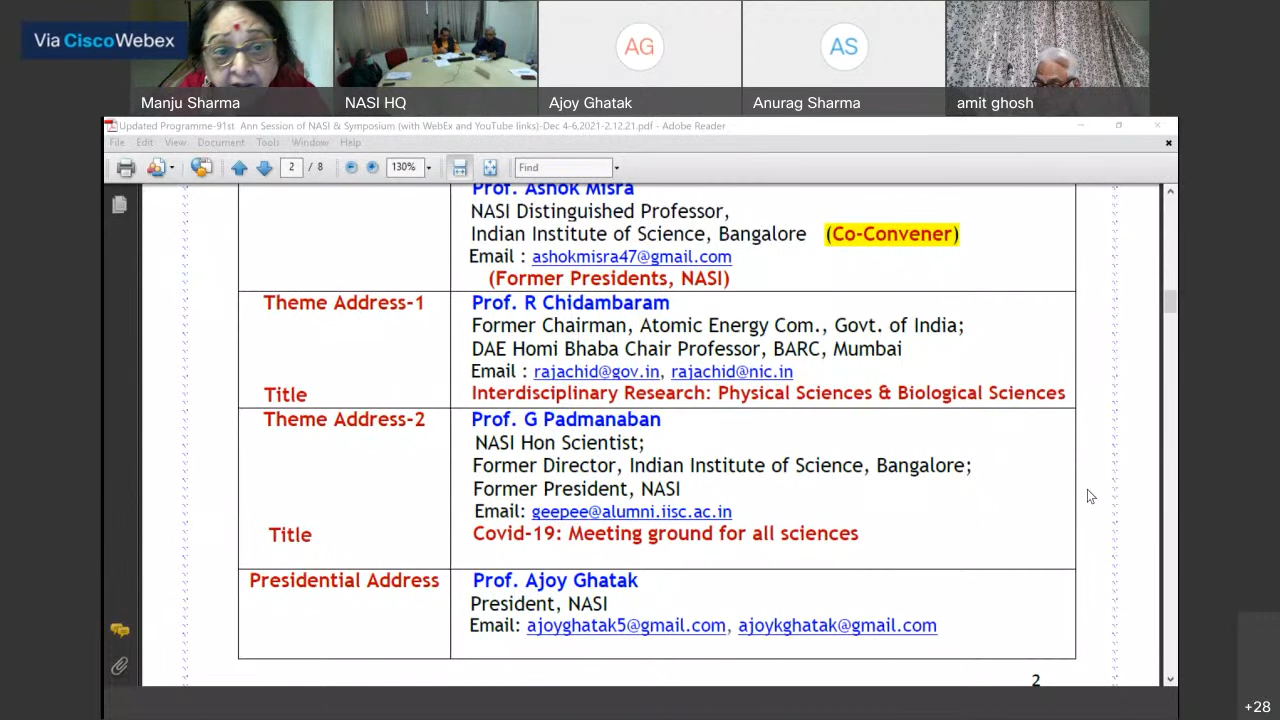 Via Cisco Webex
AG
AS
Manju Sharma
NASI HQ
Ajoy Ghatak
Anurag Sharma
amit ghosh
Updated Programme-91st Ann Session of NASI & Symposium (with WebEx and YouTube links)-Dec 4-6,2021-2.12.21.pdf - Adobe Reader
File Edit View Document Tools Window Help
2 / 8 130% Find
Prof. Ashok Misra
NASI Distinguished Professor,
Indian Institute of Science, Bangalore (Co-Convener)
Email : ashokmisra47@gmail.com
(Former Presidents, NASI)
Theme Address-1 Prof. R Chidambaram
Former Chairman, Atomic Energy Com., Govt. of India;
DAE Homi Bhaba Chair Professor, BARC, Mumbai
Email : rajachid@gov.in, rajachid@nic.in
Title Interdisciplinary Research: Physical Sciences & Biological Sciences
Theme Address-2 Prof. G Padmanaban
NASI Hon Scientist;
Former Director, Indian Institute of Science, Bangalore;
Former President, NASI
Email: geepee@alumni.iisc.ac.in
Title Covid-19: Meeting ground for all sciences
Presidential Address Prof. Ajoy Ghatak
President, NASI
Email: ajoyghatak5@gmail.com, ajoykghatak@gmail.com
2
+28